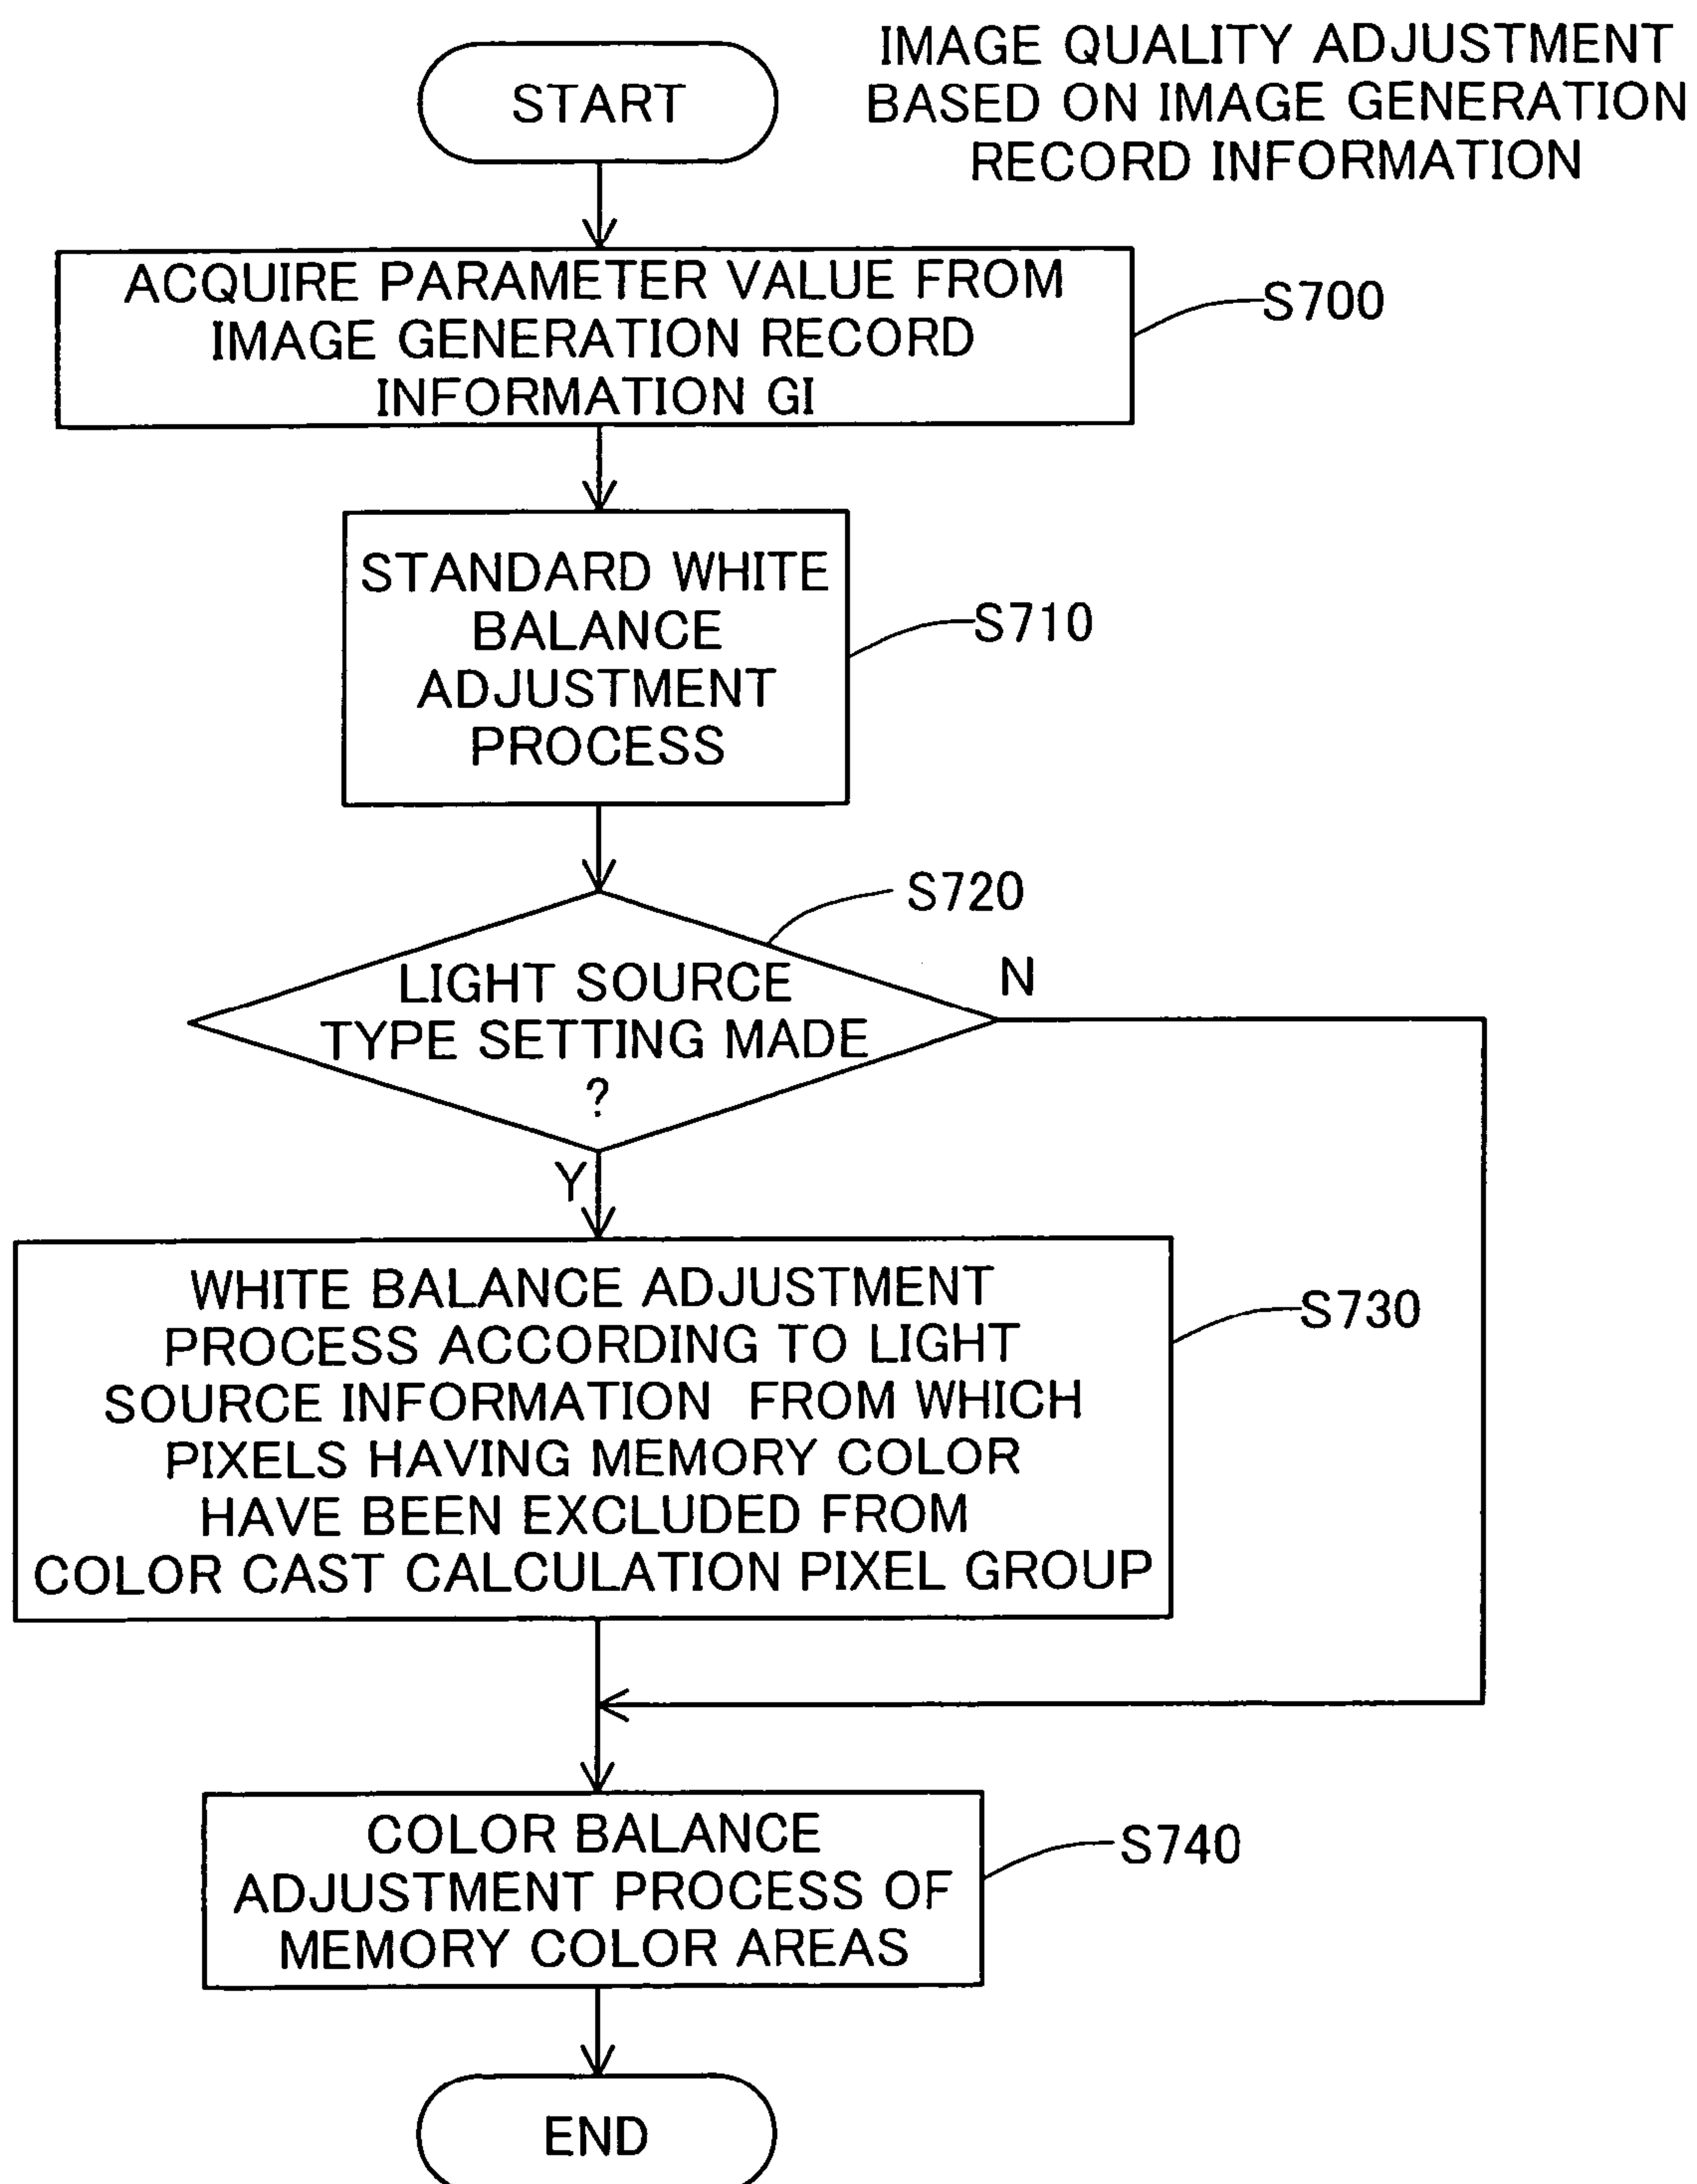 START
IMAGE QUALITY ADJUSTMENT
BASED ON IMAGE GENERATION
RECORD INFORMATION
ACQUIRE PARAMETER VALUE FROM
IMAGE GENERATION RECORD
INFORMATION GI
S700
STANDARD WHITE
BALANCE
ADJUSTMENT
PROCESS
S710
S720
LIGHT SOURCE
TYPE SETTING MADE
?
N
Y
WHITE BALANCE ADJUSTMENT
PROCESS ACCORDING TO LIGHT
SOURCE INFORMATION FROM WHICH
PIXELS HAVING MEMORY COLOR
HAVE BEEN EXCLUDED FROM
COLOR CAST CALCULATION PIXEL GROUP
S730
COLOR BALANCE
ADJUSTMENT PROCESS OF
MEMORY COLOR AREAS
S740
END